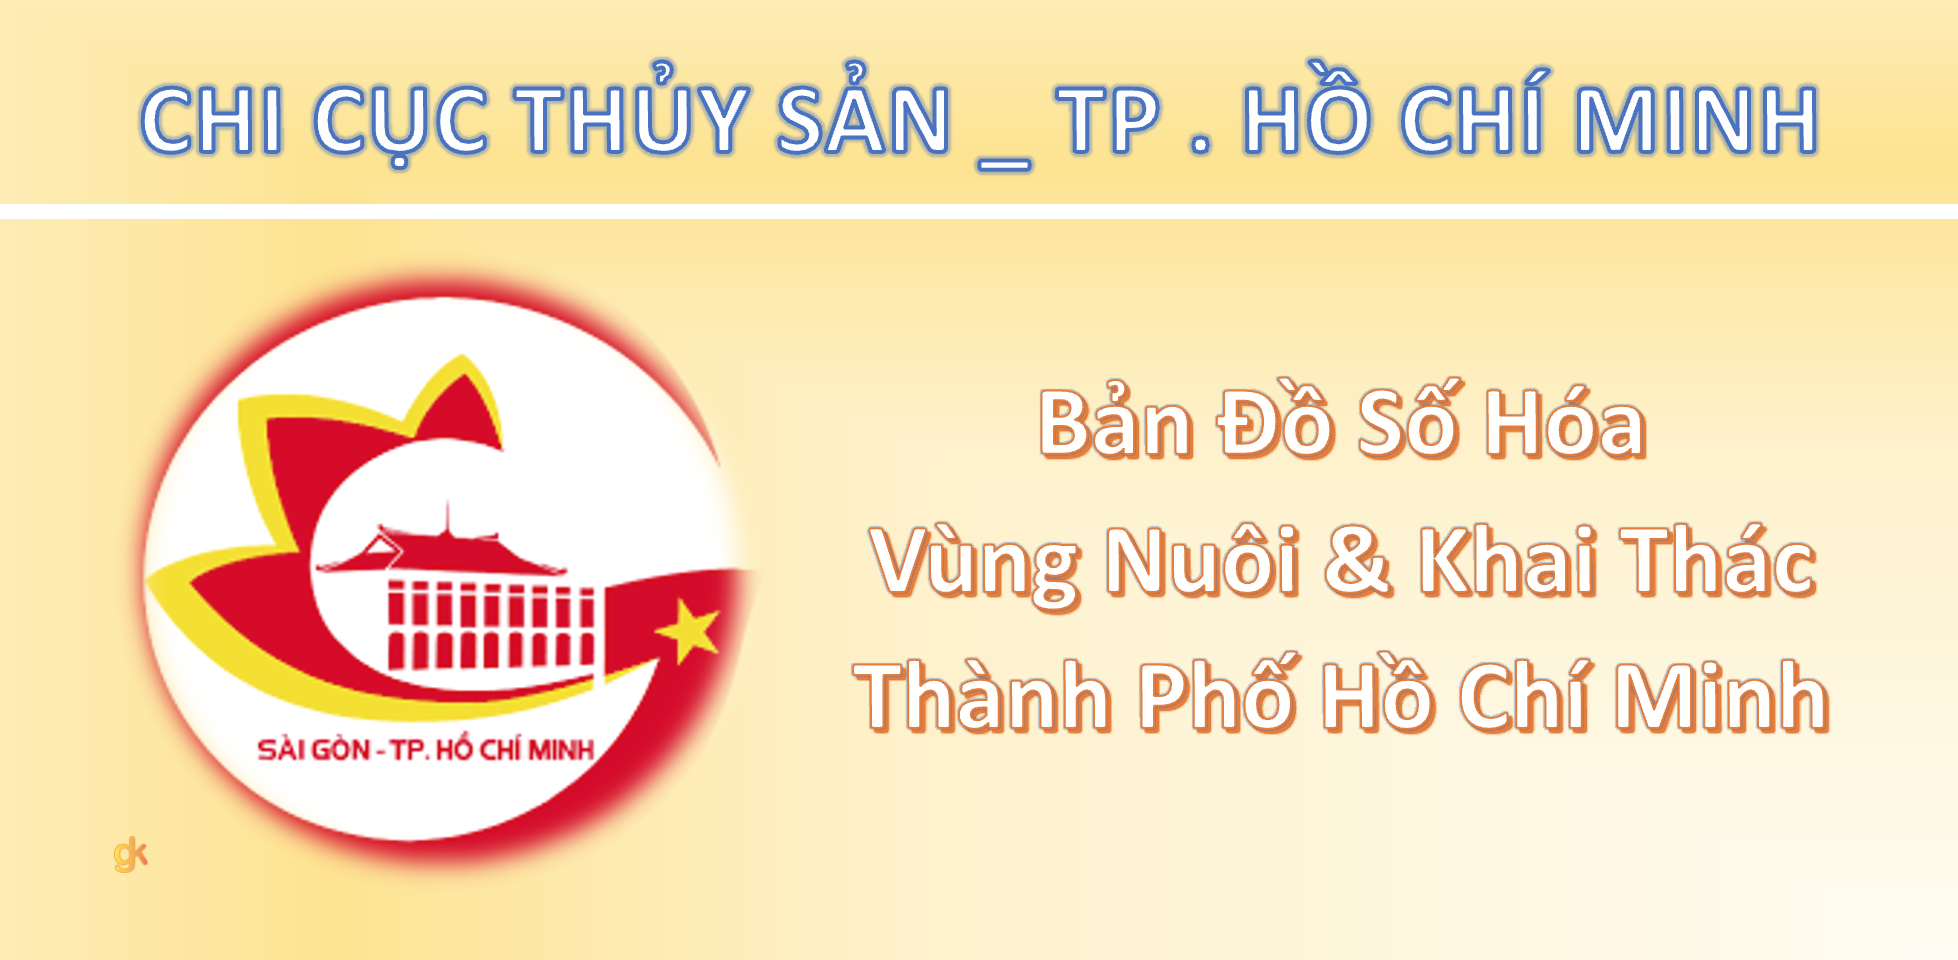 CHI CỤC THỦY SẢN _ TP . HỒ CHÍ MINH
Bản Đồ Số Hóa
Vùng Nuôi & Khai Thác
Thành Phố Hồ Chí Minh
SÀI GÒN - TP. HỒ CHÍ MINH
gk